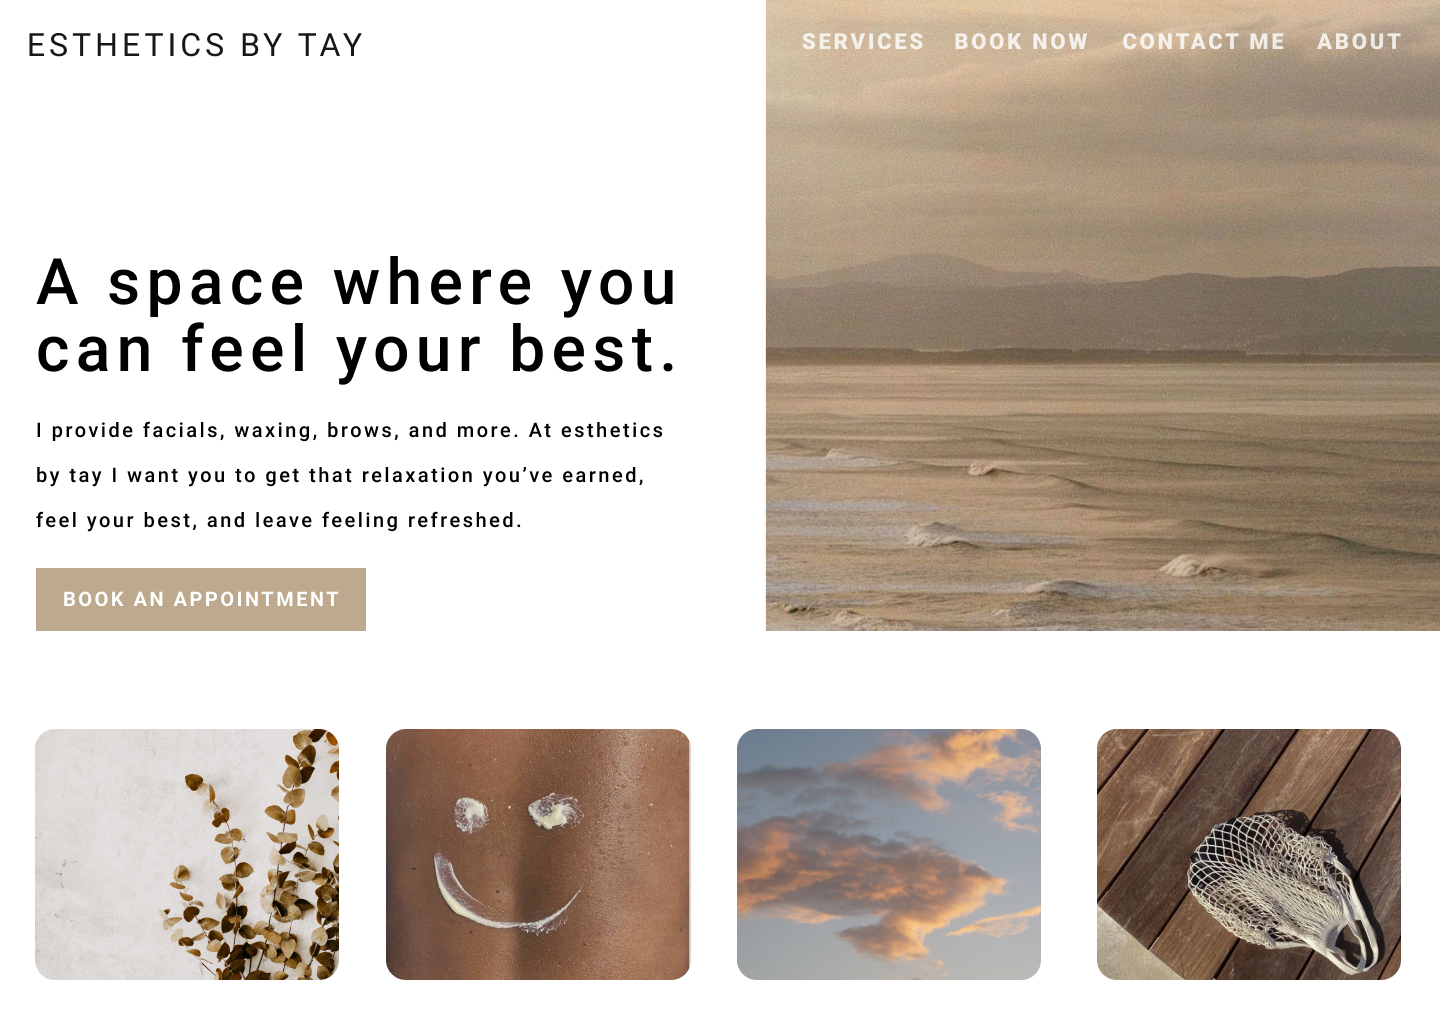 ESTHETICS BY TAY
SERVICES BOOK NOW CONTACT ME ABOUT
A space where you
can feel your best.
I provide facials, waxing, brows, and more. At esthetics
by tay I want you to get that relaxation you’ve earned,
feel your best, and leave feeling refreshed.
BOOK AN APPOINTMENT